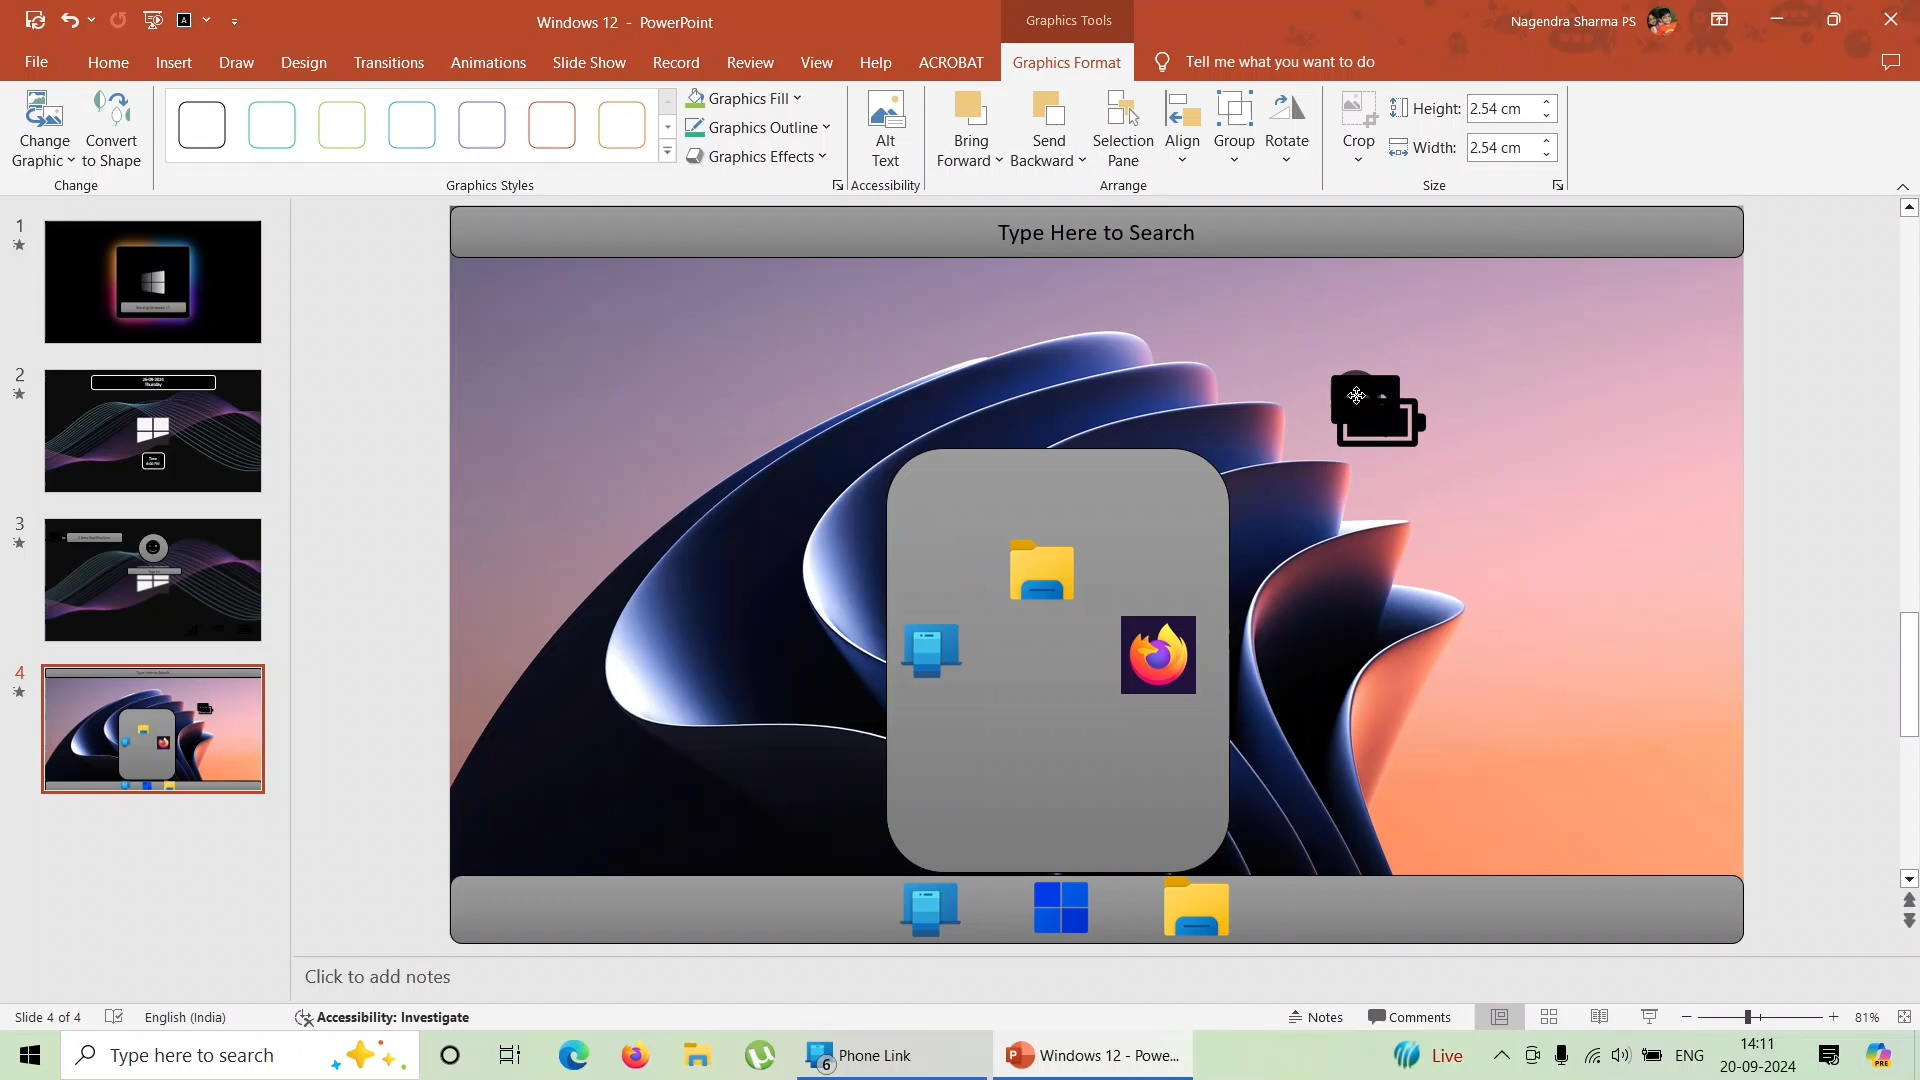 Windows 12 - PowerPoint
Graphics Tools
Nagendra Sharma PS
File
Home
Insert
Draw
Design
Transitions
Animations
Slide Show
Record
Review
View
Help
ACROBAT
Graphics Format
Tell me what you want to do
Change
Graphic
Convert
to Shape
Change
Graphics Styles
Graphics Fill
Graphics Outline
Graphics Effects
Alt
Text
Accessibility
Bring
Forward
Send
Backward
Selection
Pane
Align
Group
Rotate
Arrange
Crop
Height: 2.54 cm
Width: 2.54 cm
Size
1
2
3
4
Type Here to Search
Click to add notes
Slide 4 of 4
English (India)
Accessibility: Investigate
Notes
Comments
81%
Type here to search
6
Phone Link
Windows 12 - Powe...
Live
ENG
14:11
20-09-2024
PRE